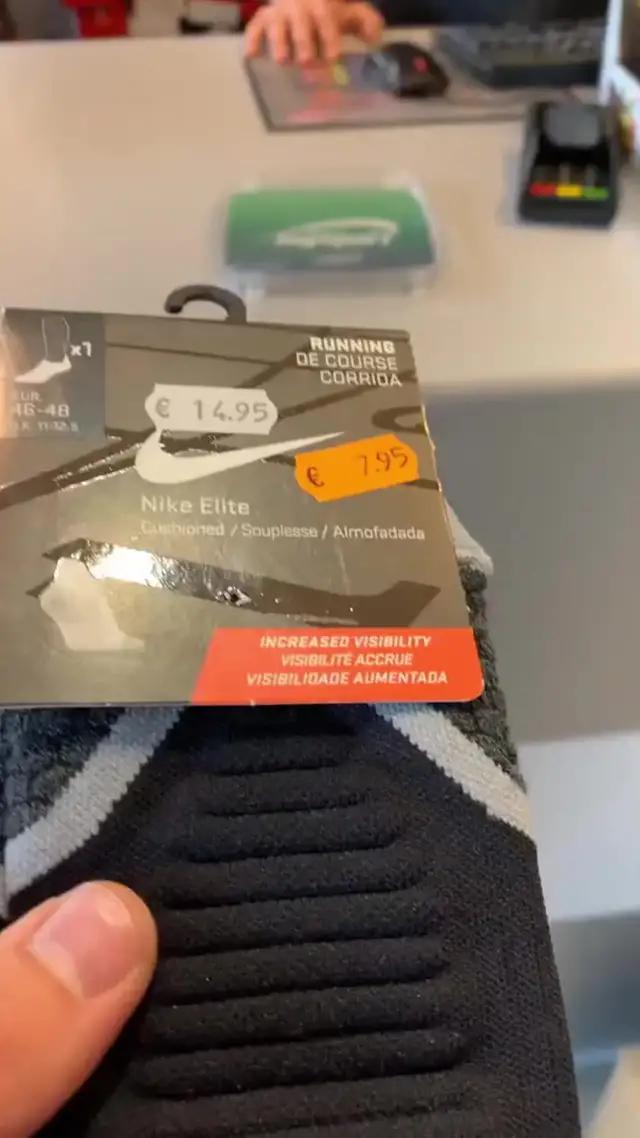 x1
EUR.
46-48
RUNNING
DE COURSE
CORRIDA
€ 14.95
€ 7.95
Nike Elite
Cushioned / Souplesse / Almofadada
INCREASED VISIBILITY
VISIBILITÉ ACCRUE
VISIBILIDADE AUMENTADA